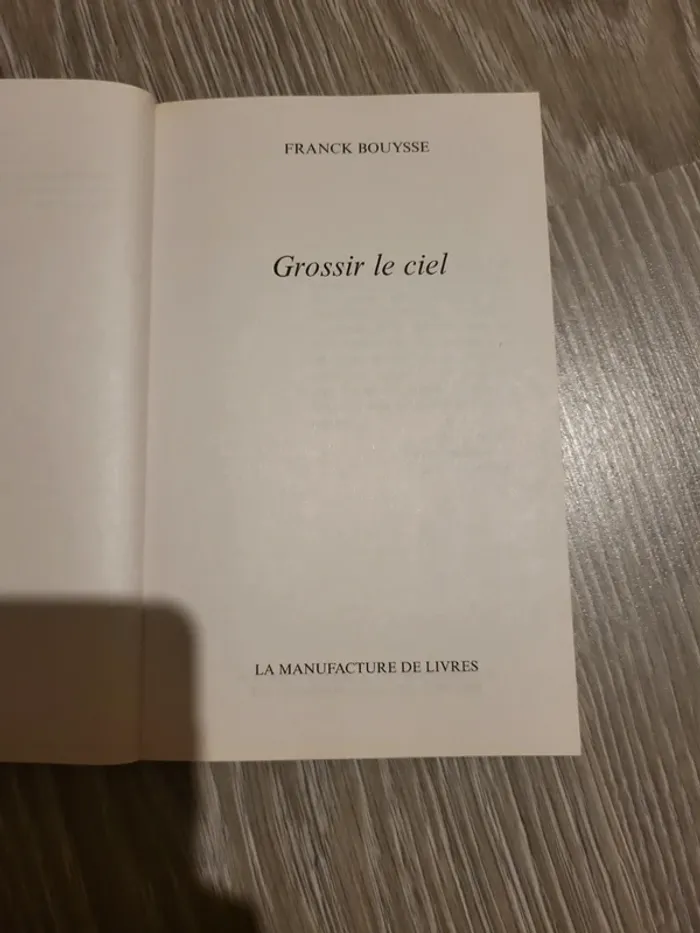 FRANCK BOUYSSE
Grossir le ciel
LA MANUFACTURE DE LIVRES